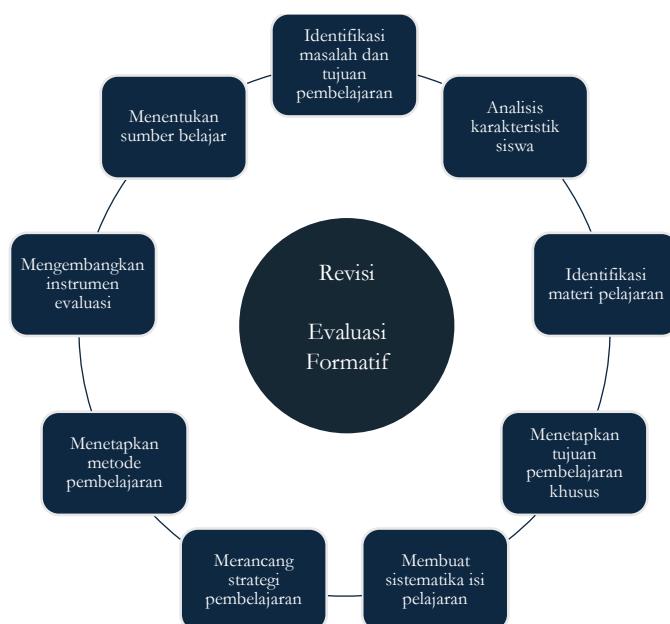 Identifikasi
masalah dan
tujuan
pembelajaran
Analisis
karakteristik
siswa
Identifikasi
materi pelajaran
Menetapkan
tujuan
pembelajaran
khusus
Membuat
sistematika isi
pelajaran
Merancang
strategi
pembelajaran
Menetapkan
metode
pembelajaran
Mengembangkan
instrumen
evaluasi
Menentukan
sumber belajar
Revisi
Evaluasi
Formatif